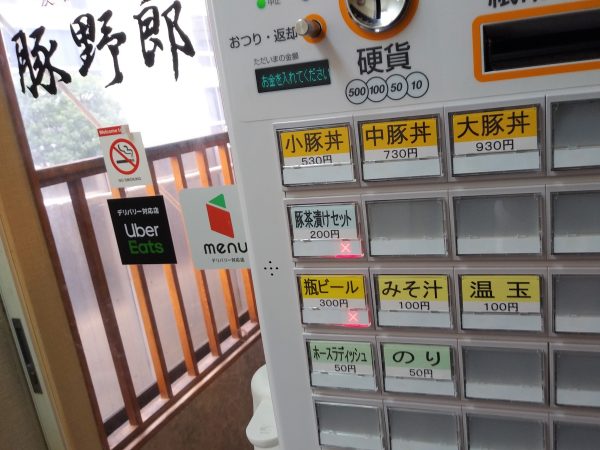 豚野郎
Welcome
NO SMOKING
デリバリー対応店
Uber
Eats
menu
デリバリー対応店
中止
おつり・返却
ただいまの金額
お金を入れてください
硬貨
500 100 50 10
小豚丼
530円
中豚丼
730円
大豚丼
930円
豚茶漬けセット
200円
瓶ビール
300円
みそ汁
100円
温玉
100円
ホースラディッシュ
50円
のり
50円